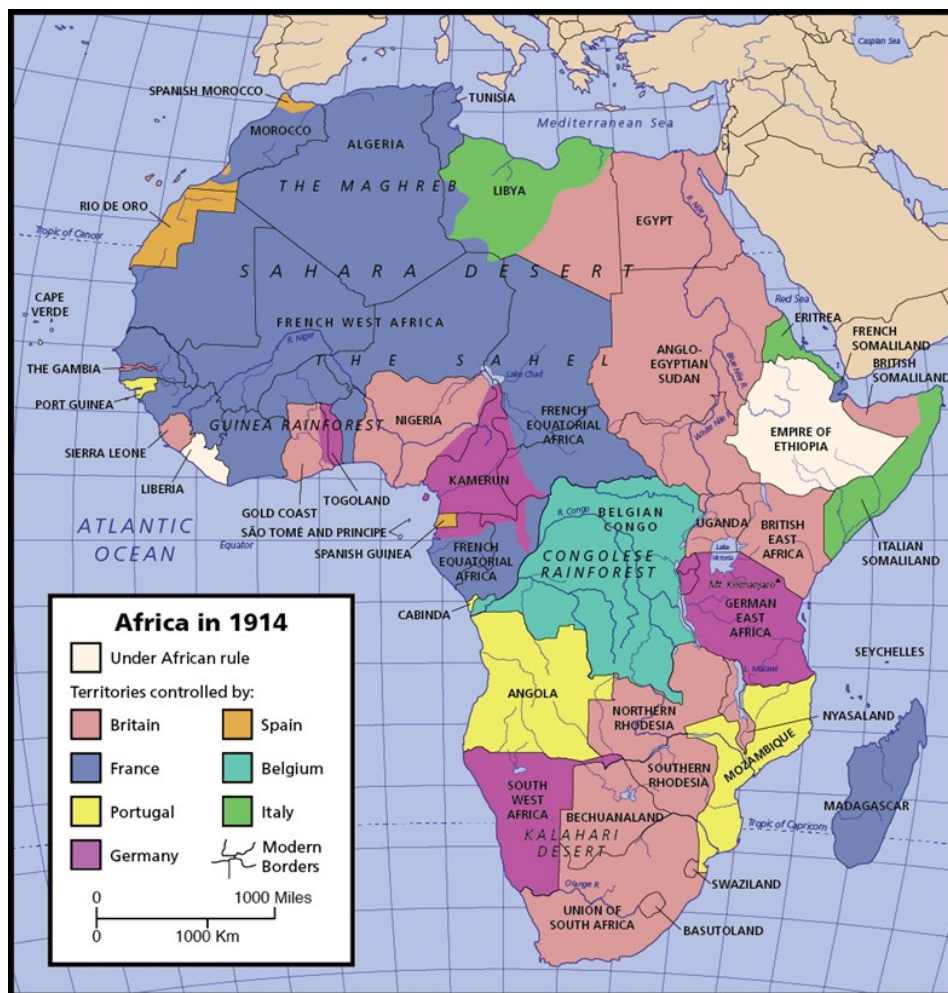 Caspian Sea
SPANISH MOROCCO
TUNISIA
MOROCCO
ALGERIA
Mediterranean Sea
THE MAGHREB
LIBYA
RIO DE ORO
EGYPT
R. Nile
Tropic of Cancer
SAHARA DESERT
CAPE
VERDE
Red Sea
ERITREA
FRENCH WEST AFRICA
R. Niger
FRENCH
SOMALILAND
THE SAHEL
ANGLO-
EGYPTIAN
SUDAN
Blue Nile R.
BRITISH
SOMALILAND
THE GAMBIA
Lake Chad
PORT GUINEA
NIGERIA
FRENCH
EQUATORIAL
AFRICA
White Nile R.
GUINEA RAINFOREST
EMPIRE OF
ETHIOPIA
SIERRA LEONE
LIBERIA
TOGOLAND
KAMERUN
GOLD COAST
SÃO TOMÉ AND PRINCIPE
SPANISH GUINEA
ATLANTIC
OCEAN
Equator
R. Congo
BELGIAN
CONGO
UGANDA
BRITISH
EAST
AFRICA
ITALIAN
SOMALILAND
FRENCH
EQUATORIAL
AFRICA
CONGOLESE
RAINFOREST
Lake
Victoria
Mt. Kilimanjaro
CABINDA
GERMAN
EAST
AFRICA
SEYCHELLES
L. Malawi
ANGOLA
NORTHERN
RHODESIA
NYASALAND
MOZAMBIQUE
SOUTHERN
RHODESIA
SOUTH
WEST
AFRICA
MADAGASCAR
BECHUANALAND
KALAHARI
DESERT
Tropic of Capricorn
SWAZILAND
Orange R.
UNION OF
SOUTH AFRICA
BASUTOLAND
Africa in 1914
Under African rule
Territories controlled by:
Britain
Spain
France
Belgium
Portugal
Italy
Germany
Modern
Borders
0
1000 Miles
0
1000 Km